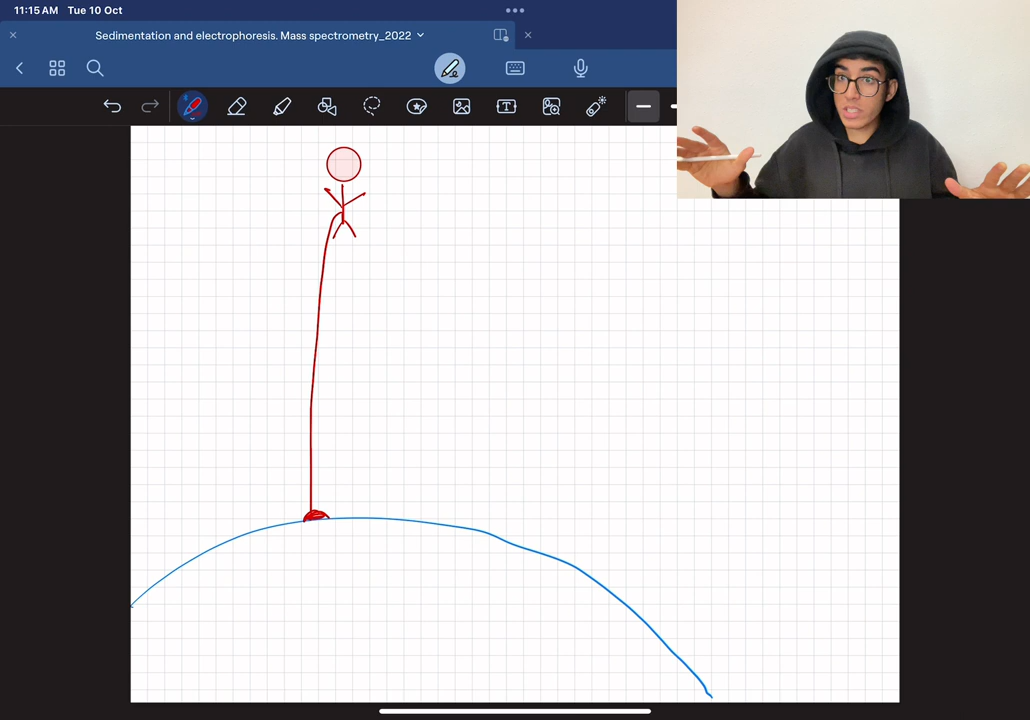 11:15 AM Tue 10 Oct
Sedimentation and electrophoresis. Mass spectrometry_2022
T